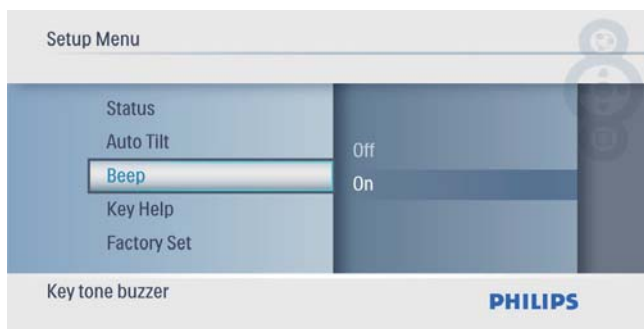 Setup Menu
Status
Auto Tilt
Beep
Key Help
Factory Set
Off
On
Key tone buzzer
PHILIPS